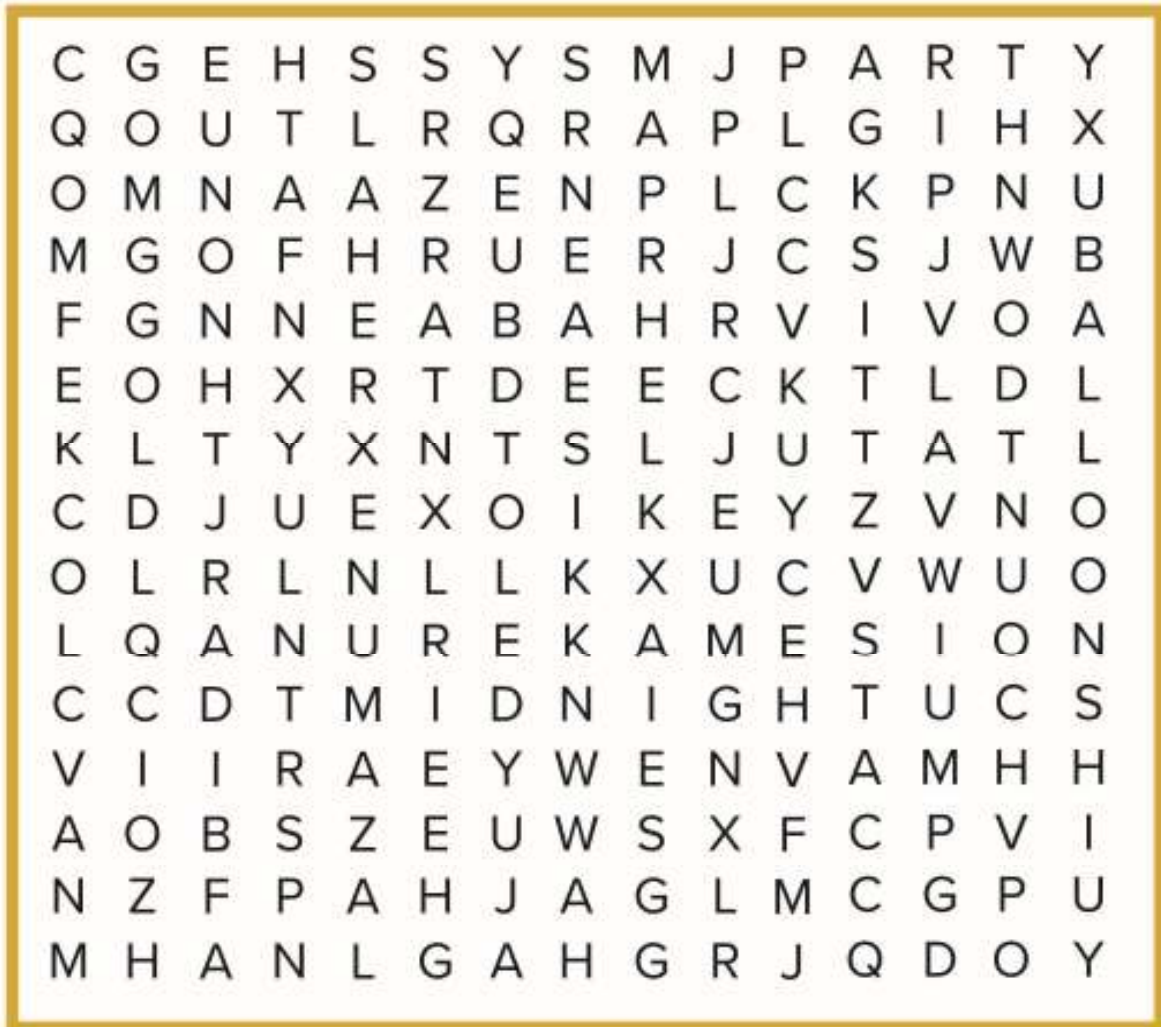 C G E H S S Y S M J P A R T Y
Q O U T L R Q R A P L G I H X
O M N A A Z E N P L C K P N U
M G O F H R U E R J C S J W B
F G N N E A B A H R V I V O A
E O H X R T D E E C K T L D L
K L T Y X N T S L J U T A T L
C D J U E X O I K E Y Z V N O
O L R L N L L K X U C V W U O
L Q A N U R E K A M E S I O N
C C D T M I D N I G H T U C S
V I I R A E Y W E N V A M H H
A O B S Z E U W S X F C P V I
N Z F P A H J A G L M C G P U
M H A N L G A H G R J Q D O Y